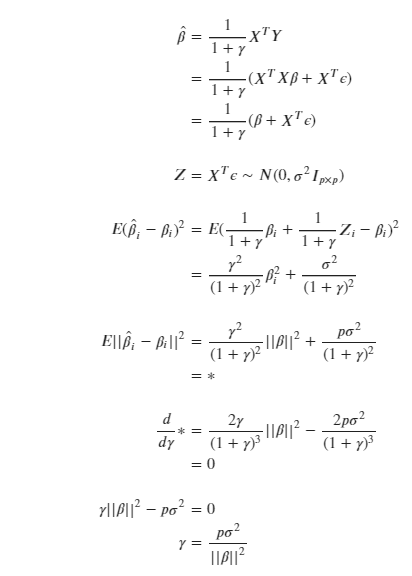 β̂ = 1/(1 + γ) X^T Y
= 1/(1 + γ) (X^T Xβ + X^T ϵ)
= 1/(1 + γ) (β + X^T ϵ)
Z = X^T ϵ ~ N(0, σ² I_{p×p})
E(β̂_i − β_i)² = E(1/(1 + γ) β_i + 1/(1 + γ) Z_i − β_i)²
= γ²/(1 + γ)² β_i² + σ²/(1 + γ)²
E||β̂_i − β_i||² = γ²/(1 + γ)² ||β||² + pσ²/(1 + γ)²
= *
d/dγ * = 2γ/(1 + γ)³ ||β||² − 2pσ²/(1 + γ)³
= 0
γ||β||² − pσ² = 0
γ = pσ²/||β||²